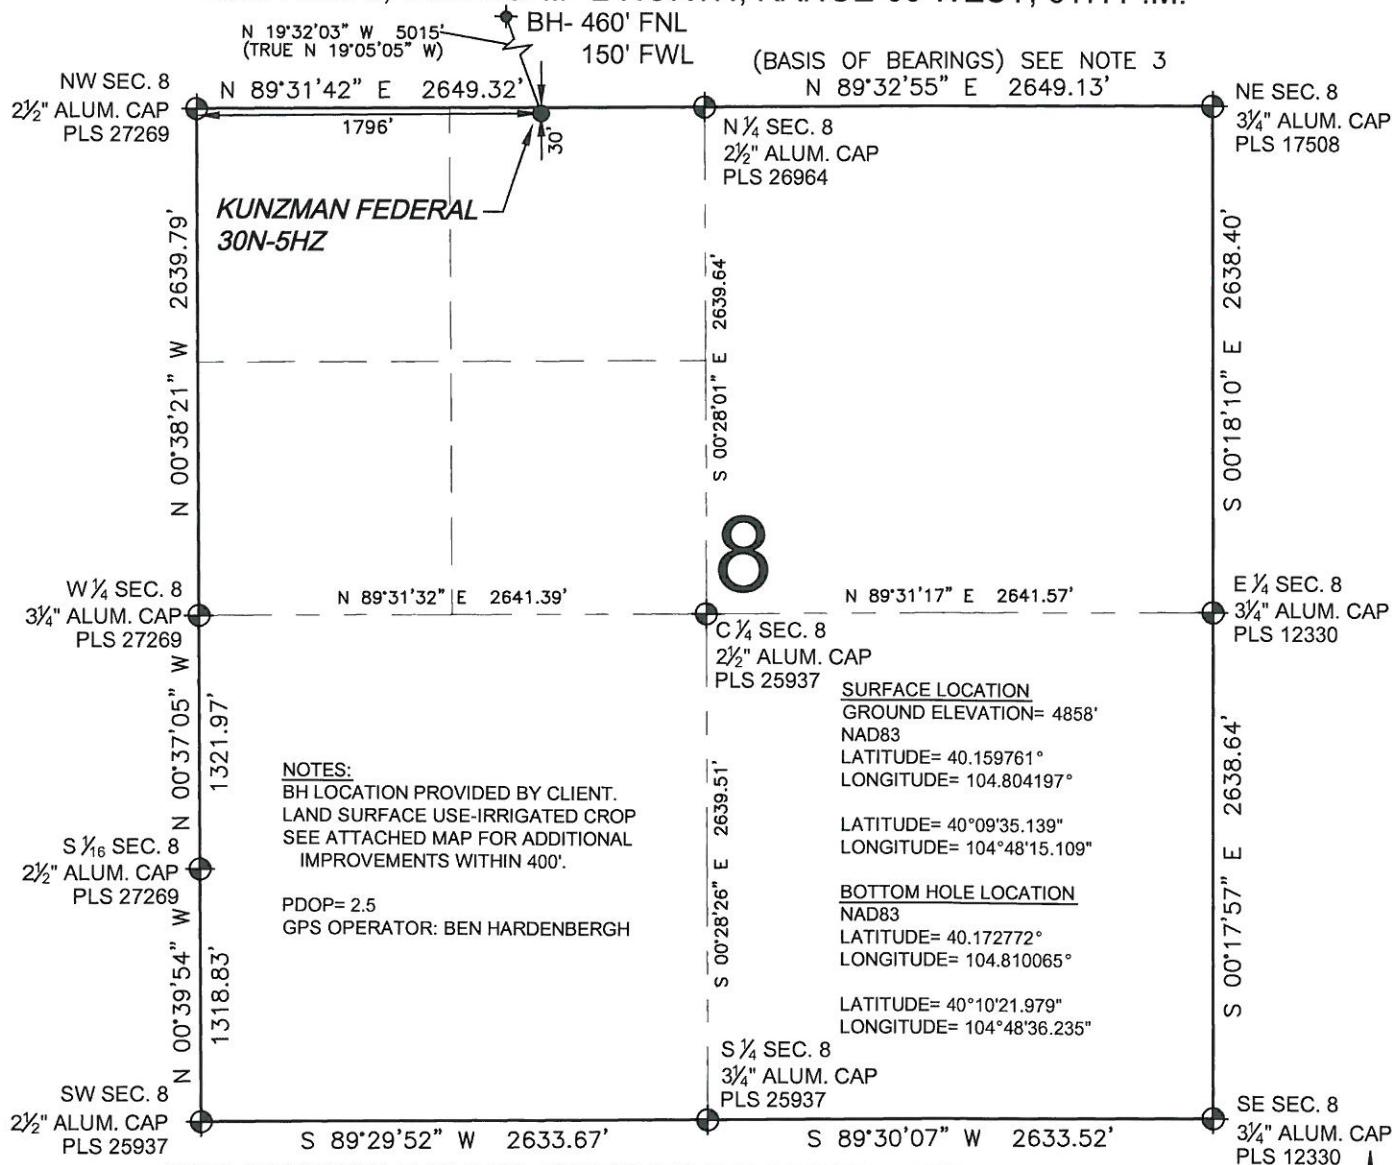 RANGE 66 WEST, 6TH P.M.
N 19°32'03" W 5015'
(TRUE N 19°05'05" W)
BH- 460' FNL
150' FWL
(BASIS OF BEARINGS) SEE NOTE 3
NW SEC. 8
2½" ALUM. CAP
PLS 27269
N 89°31'42" E 2649.32'
N 89°32'55" E 2649.13'
NE SEC. 8
3¼" ALUM. CAP
PLS 17508
1796'
30'
N ¼ SEC. 8
2½" ALUM. CAP
PLS 26964
KUNZMAN FEDERAL
30N-5HZ
N 00°38'21" W 2639.79'
S 00°28'01" E 2639.64'
S 00°18'10" E 2638.40'
8
W ¼ SEC. 8
3¼" ALUM. CAP
PLS 27269
N 89°31'32" E 2641.39'
N 89°31'17" E 2641.57'
E ¼ SEC. 8
3¼" ALUM. CAP
PLS 12330
C ¼ SEC. 8
2½" ALUM. CAP
PLS 25937
N 00°37'05" W
1321.97'
NOTES:
BH LOCATION PROVIDED BY CLIENT.
LAND SURFACE USE-IRRIGATED CROP
SEE ATTACHED MAP FOR ADDITIONAL
IMPROVEMENTS WITHIN 400'.
PDOP= 2.5
GPS OPERATOR: BEN HARDENBERGH
S 00°28'26" E 2639.51'
SURFACE LOCATION
GROUND ELEVATION= 4858'
NAD83
LATITUDE= 40.159761°
LONGITUDE= 104.804197°
LATITUDE= 40°09'35.139"
LONGITUDE= 104°48'15.109"
BOTTOM HOLE LOCATION
NAD83
LATITUDE= 40.172772°
LONGITUDE= 104.810065°
LATITUDE= 40°10'21.979"
LONGITUDE= 104°48'36.235"
S 00°17'57" E 2638.64'
S 1⁄16 SEC. 8
2½" ALUM. CAP
PLS 27269
N 00°39'54" W
1318.83'
SW SEC. 8
2½" ALUM. CAP
PLS 25937
S ¼ SEC. 8
3¼" ALUM. CAP
PLS 25937
S 89°29'52" W 2633.67'
S 89°30'07" W 2633.52'
SE SEC. 8
3¼" ALUM. CAP
PLS 12330